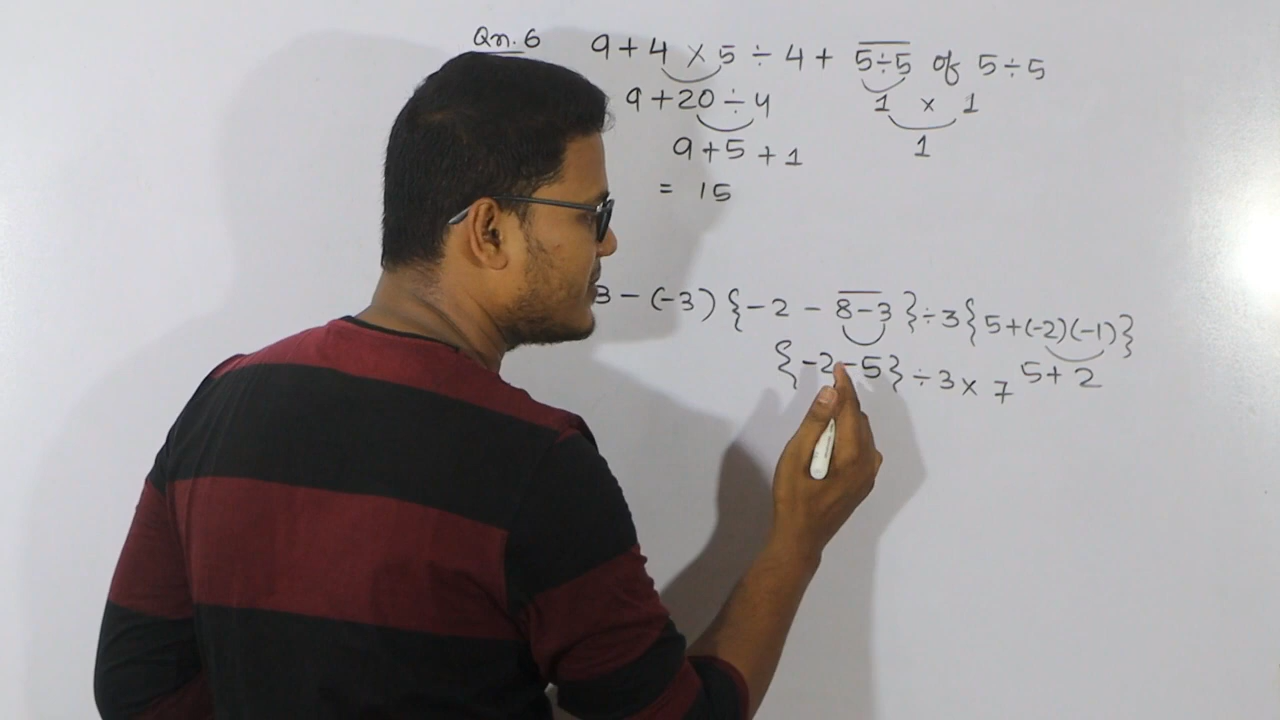 Qn.6 9 + 4 × 5 ÷ 4 + 5÷5 of 5÷5
9 + 20 ÷ 4 1 × 1
9 + 5 + 1 1
= 15
3 - (-3) {-2 - 8-3} ÷ 3 {5+(-2)(-1)}
{-2 - 5} ÷ 3 × 7 5 + 2